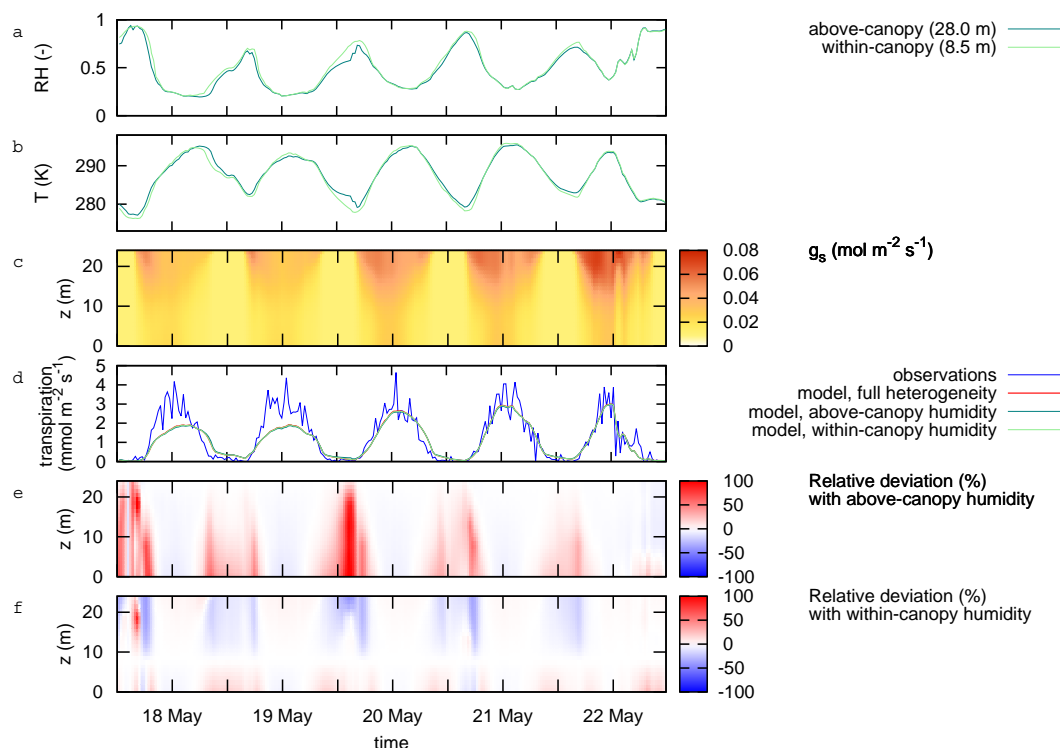 a
1
0.5
0
RH (-)
above-canopy (28.0 m)
within-canopy (8.5 m)
b
290
280
T (K)
c
20
10
0
z (m)
0.08
0.06
0.04
0.02
0
g_s (mol m^-2 s^-1)
d
5
4
3
2
1
0
transpiration
(mmol m^-2 s^-1)
observations
model, full heterogeneity
model, above-canopy humidity
model, within-canopy humidity
e
20
10
0
z (m)
100
50
0
-50
-100
Relative deviation (%)
with above-canopy humidity
f
20
10
0
z (m)
100
50
0
-50
-100
Relative deviation (%)
with within-canopy humidity
18 May 19 May 20 May 21 May 22 May
time